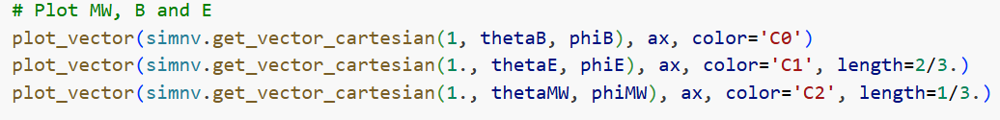 # Plot MW, B and E
plot_vector(simnv.get_vector_cartesian(1, thetaB, phiB), ax, color='C0')
plot_vector(simnv.get_vector_cartesian(1., thetaE, phiE), ax, color='C1', length=2/3.)
plot_vector(simnv.get_vector_cartesian(1., thetaMW, phiMW), ax, color='C2', length=1/3.)